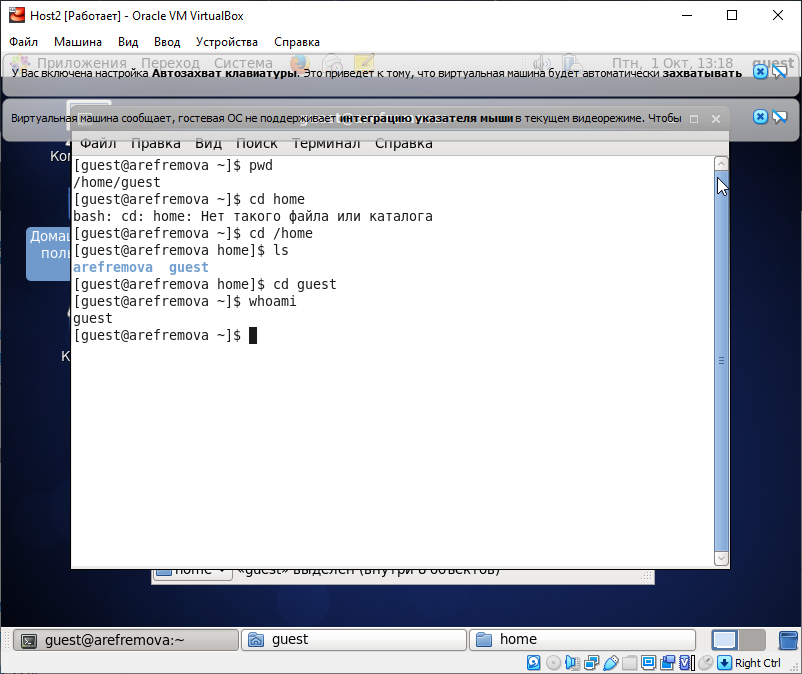 Host2 [Работает] - Oracle VM VirtualBox
Файл Машина Вид Ввод Устройства Справка
Приложения Переход Система Птн, 1 Окт, 13:18 guest
У Вас включена настройка Автозахват клавиатуры. Это приведёт к тому, что виртуальная машина будет автоматически захватывать
Виртуальная машина сообщает, гостевая ОС не поддерживает интеграцию указателя мыши в текущем видеорежиме. Чтобы
Файл Правка Вид Поиск Терминал Справка
[guest@arefremova ~]$ pwd
/home/guest
[guest@arefremova ~]$ cd home
bash: cd: home: Нет такого файла или каталога
[guest@arefremova ~]$ cd /home
[guest@arefremova home]$ ls
arefremova guest
[guest@arefremova home]$ cd guest
[guest@arefremova ~]$ whoami
guest
[guest@arefremova ~]$
home «guest» выделен (внутри 8 объектов)
guest@arefremova:~ guest home
Right Ctrl